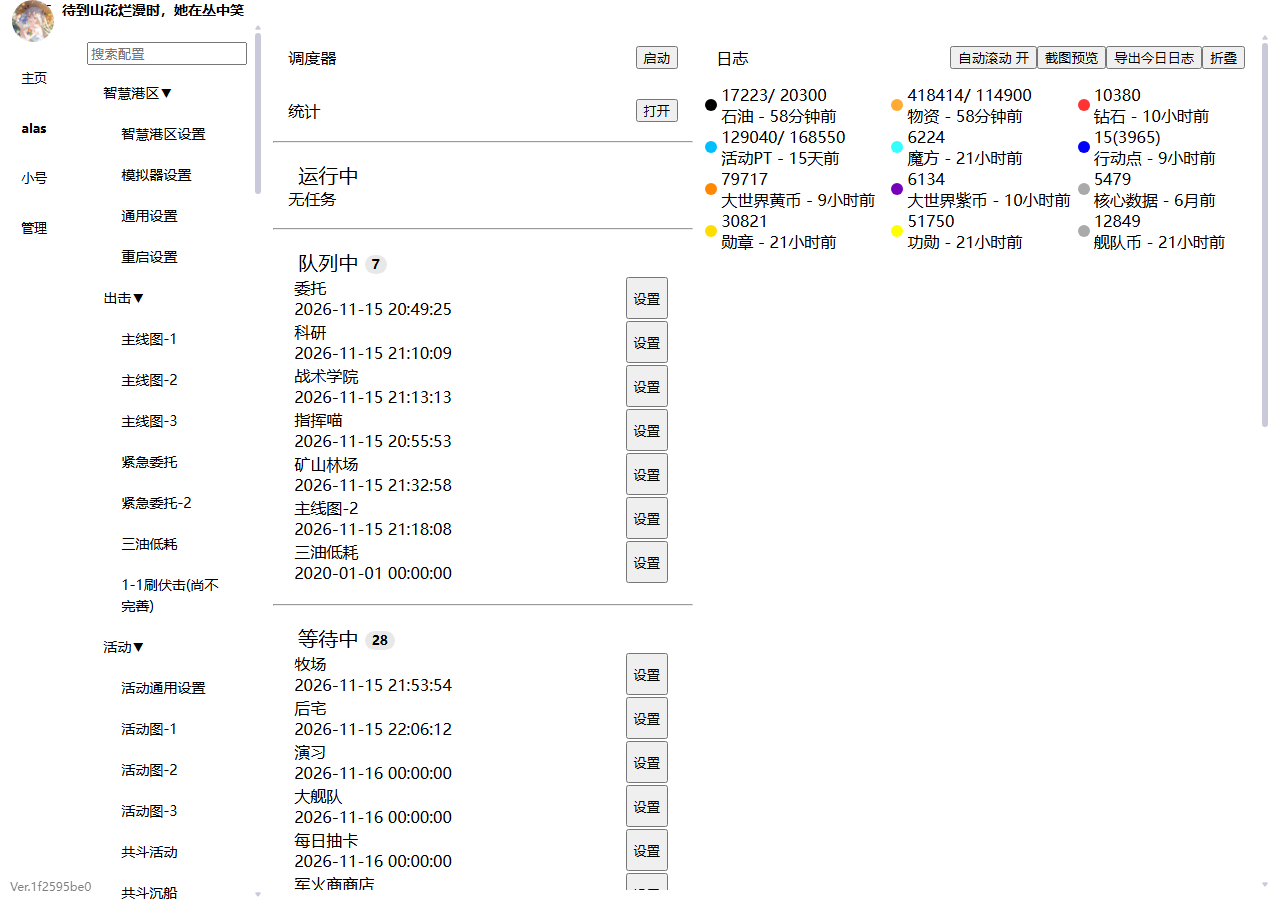 待到山花烂漫时，她在丛中笑
主页
alas
小号
管理
Ver.1f2595be0
搜索配置
智慧港区▼
智慧港区设置
模拟器设置
通用设置
重启设置
出击▼
主线图-1
主线图-2
主线图-3
紧急委托
紧急委托-2
三油低耗
1-1刷伏击(尚不
完善)
活动▼
活动通用设置
活动图-1
活动图-2
活动图-3
共斗活动
共斗沉船
调度器 启动
统计 打开
运行中
无任务
队列中 7
委托
2026-11-15 20:49:25 设置
科研
2026-11-15 21:10:09 设置
战术学院
2026-11-15 21:13:13 设置
指挥喵
2026-11-15 20:55:53 设置
矿山林场
2026-11-15 21:32:58 设置
主线图-2
2026-11-15 21:18:08 设置
三油低耗
2020-01-01 00:00:00 设置
等待中 28
牧场
2026-11-15 21:53:54 设置
后宅
2026-11-15 22:06:12 设置
演习
2026-11-16 00:00:00 设置
大舰队
2026-11-16 00:00:00 设置
每日抽卡
2026-11-16 00:00:00 设置
军火商商店
日志 自动滚动 开 截图预览 导出今日日志 折叠
17223/ 20300 418414/ 114900 10380
石油 - 58分钟前 物资 - 58分钟前 钻石 - 10小时前
129040/ 168550 6224 15(3965)
活动PT - 15天前 魔方 - 21小时前 行动点 - 9小时前
79717 6134 5479
大世界黄币 - 9小时前 大世界紫币 - 10小时前 核心数据 - 6月前
30821 51750 12849
勋章 - 21小时前 功勋 - 21小时前 舰队币 - 21小时前